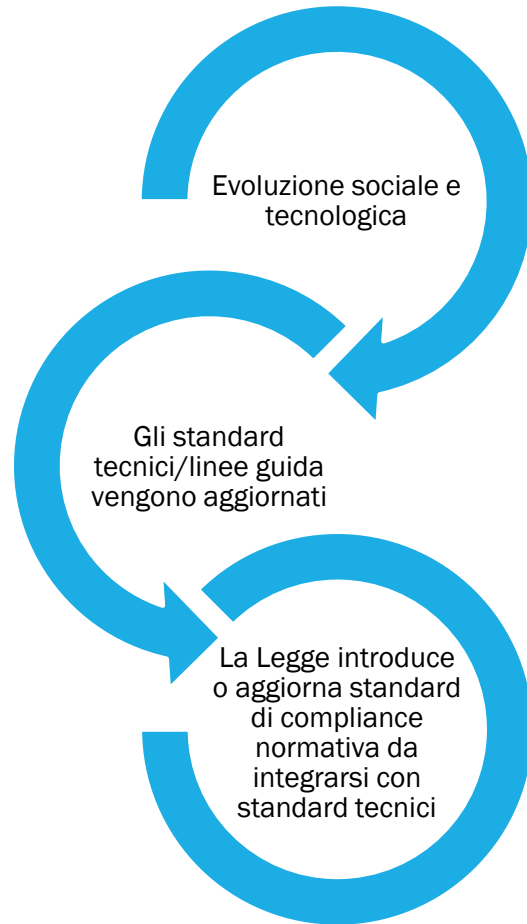 Evoluzione sociale e
tecnologica
Gli standard
tecnici/linee guida
vengono aggiornati
La Legge introduce
o aggiorna standard
di compliance
normativa da
integrarsi con
standard tecnici